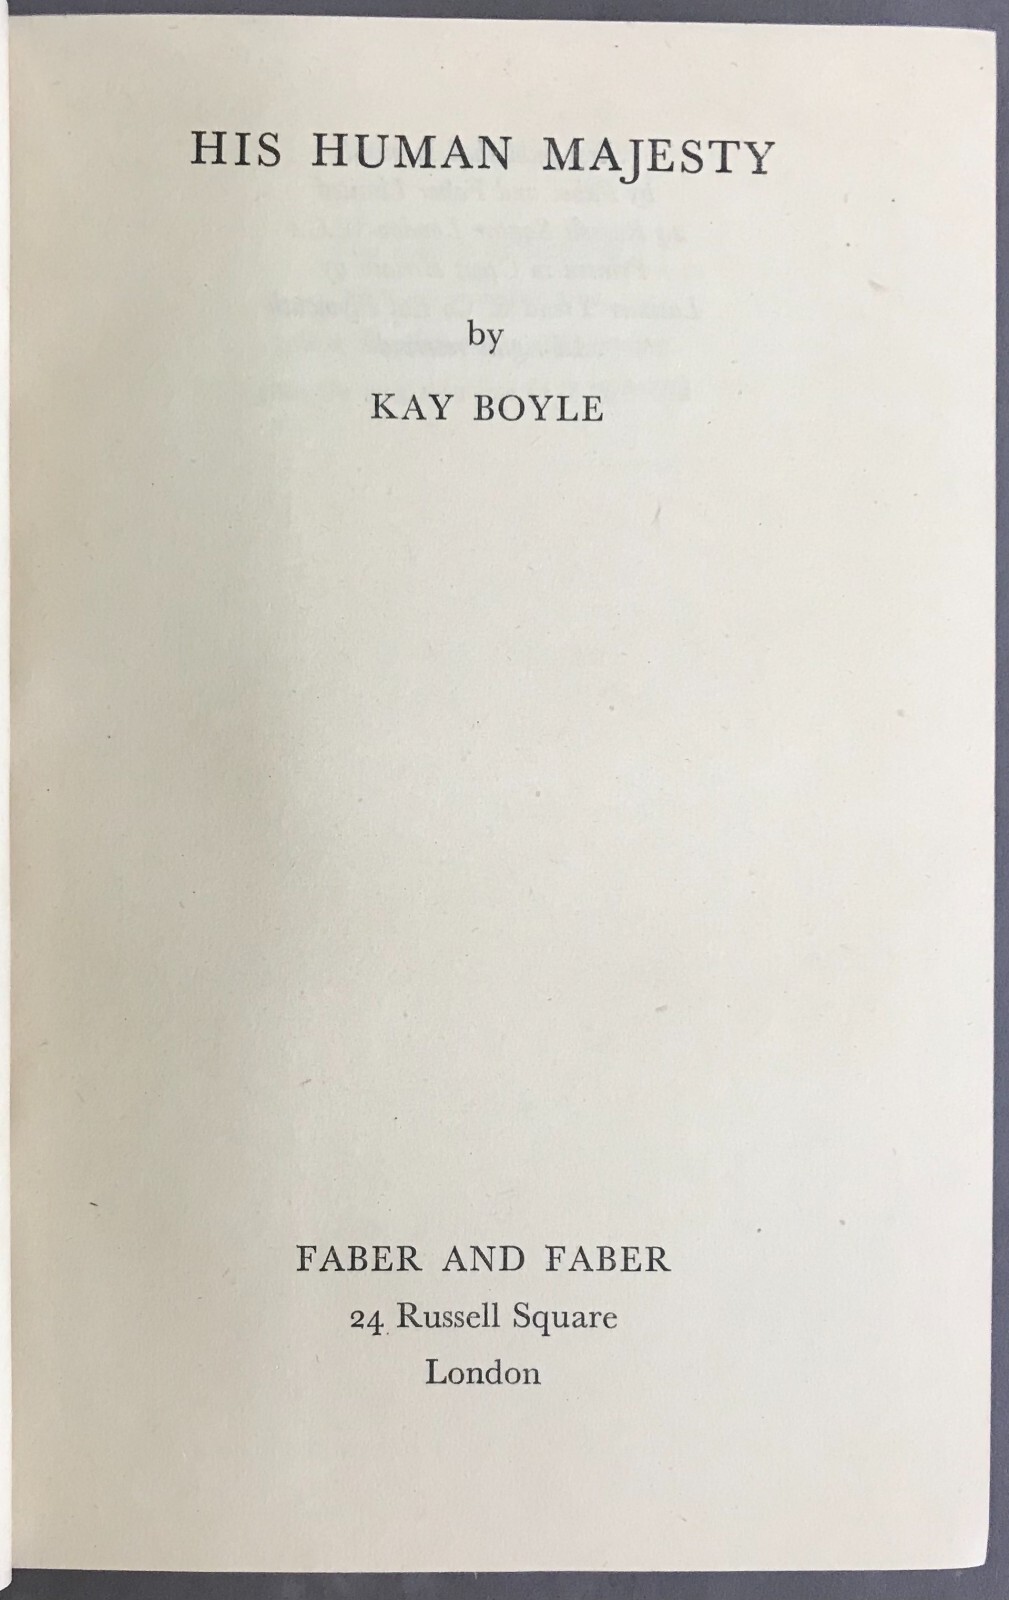 HIS HUMAN MAJESTY
by
KAY BOYLE
FABER AND FABER
24 Russell Square
London